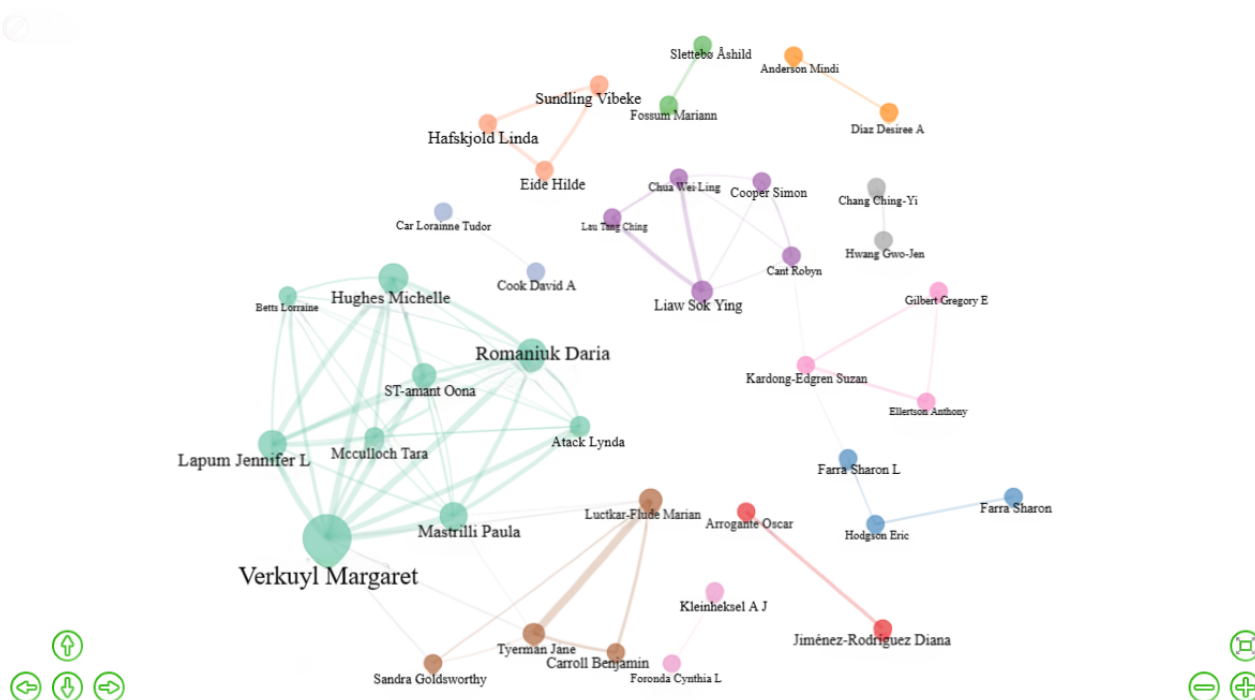 Slettebø Åshild
Anderson Mindi
Sundling Vibeke
Fossum Mariann
Diaz Desiree A
Hafskjold Linda
Eide Hilde
Chua Wei-Ling
Cooper Simon
Chang Ching-Yi
Car Lorainne Tudor
Lau Tang Ching
Hwang Gwo-Jen
Cant Robyn
Cook David A
Hughes Michelle
Betts Lorraine
Liaw Sok Ying
Gilbert Gregory E
Romaniuk Daria
Kardong-Edgren Suzan
ST-amant Oona
Ellertson Anthony
Atack Lynda
Mcculloch Tara
Lapum Jennifer L
Farra Sharon L
Farra Sharon
Luctkar-Flude Marian
Arrogante Oscar
Mastrilli Paula
Hodgson Eric
Verkuyl Margaret
Kleinheksel A J
Jiménez-Rodríguez Diana
Tyerman Jane
Carroll Benjamin
Sandra Goldsworthy
Foronda Cynthia L